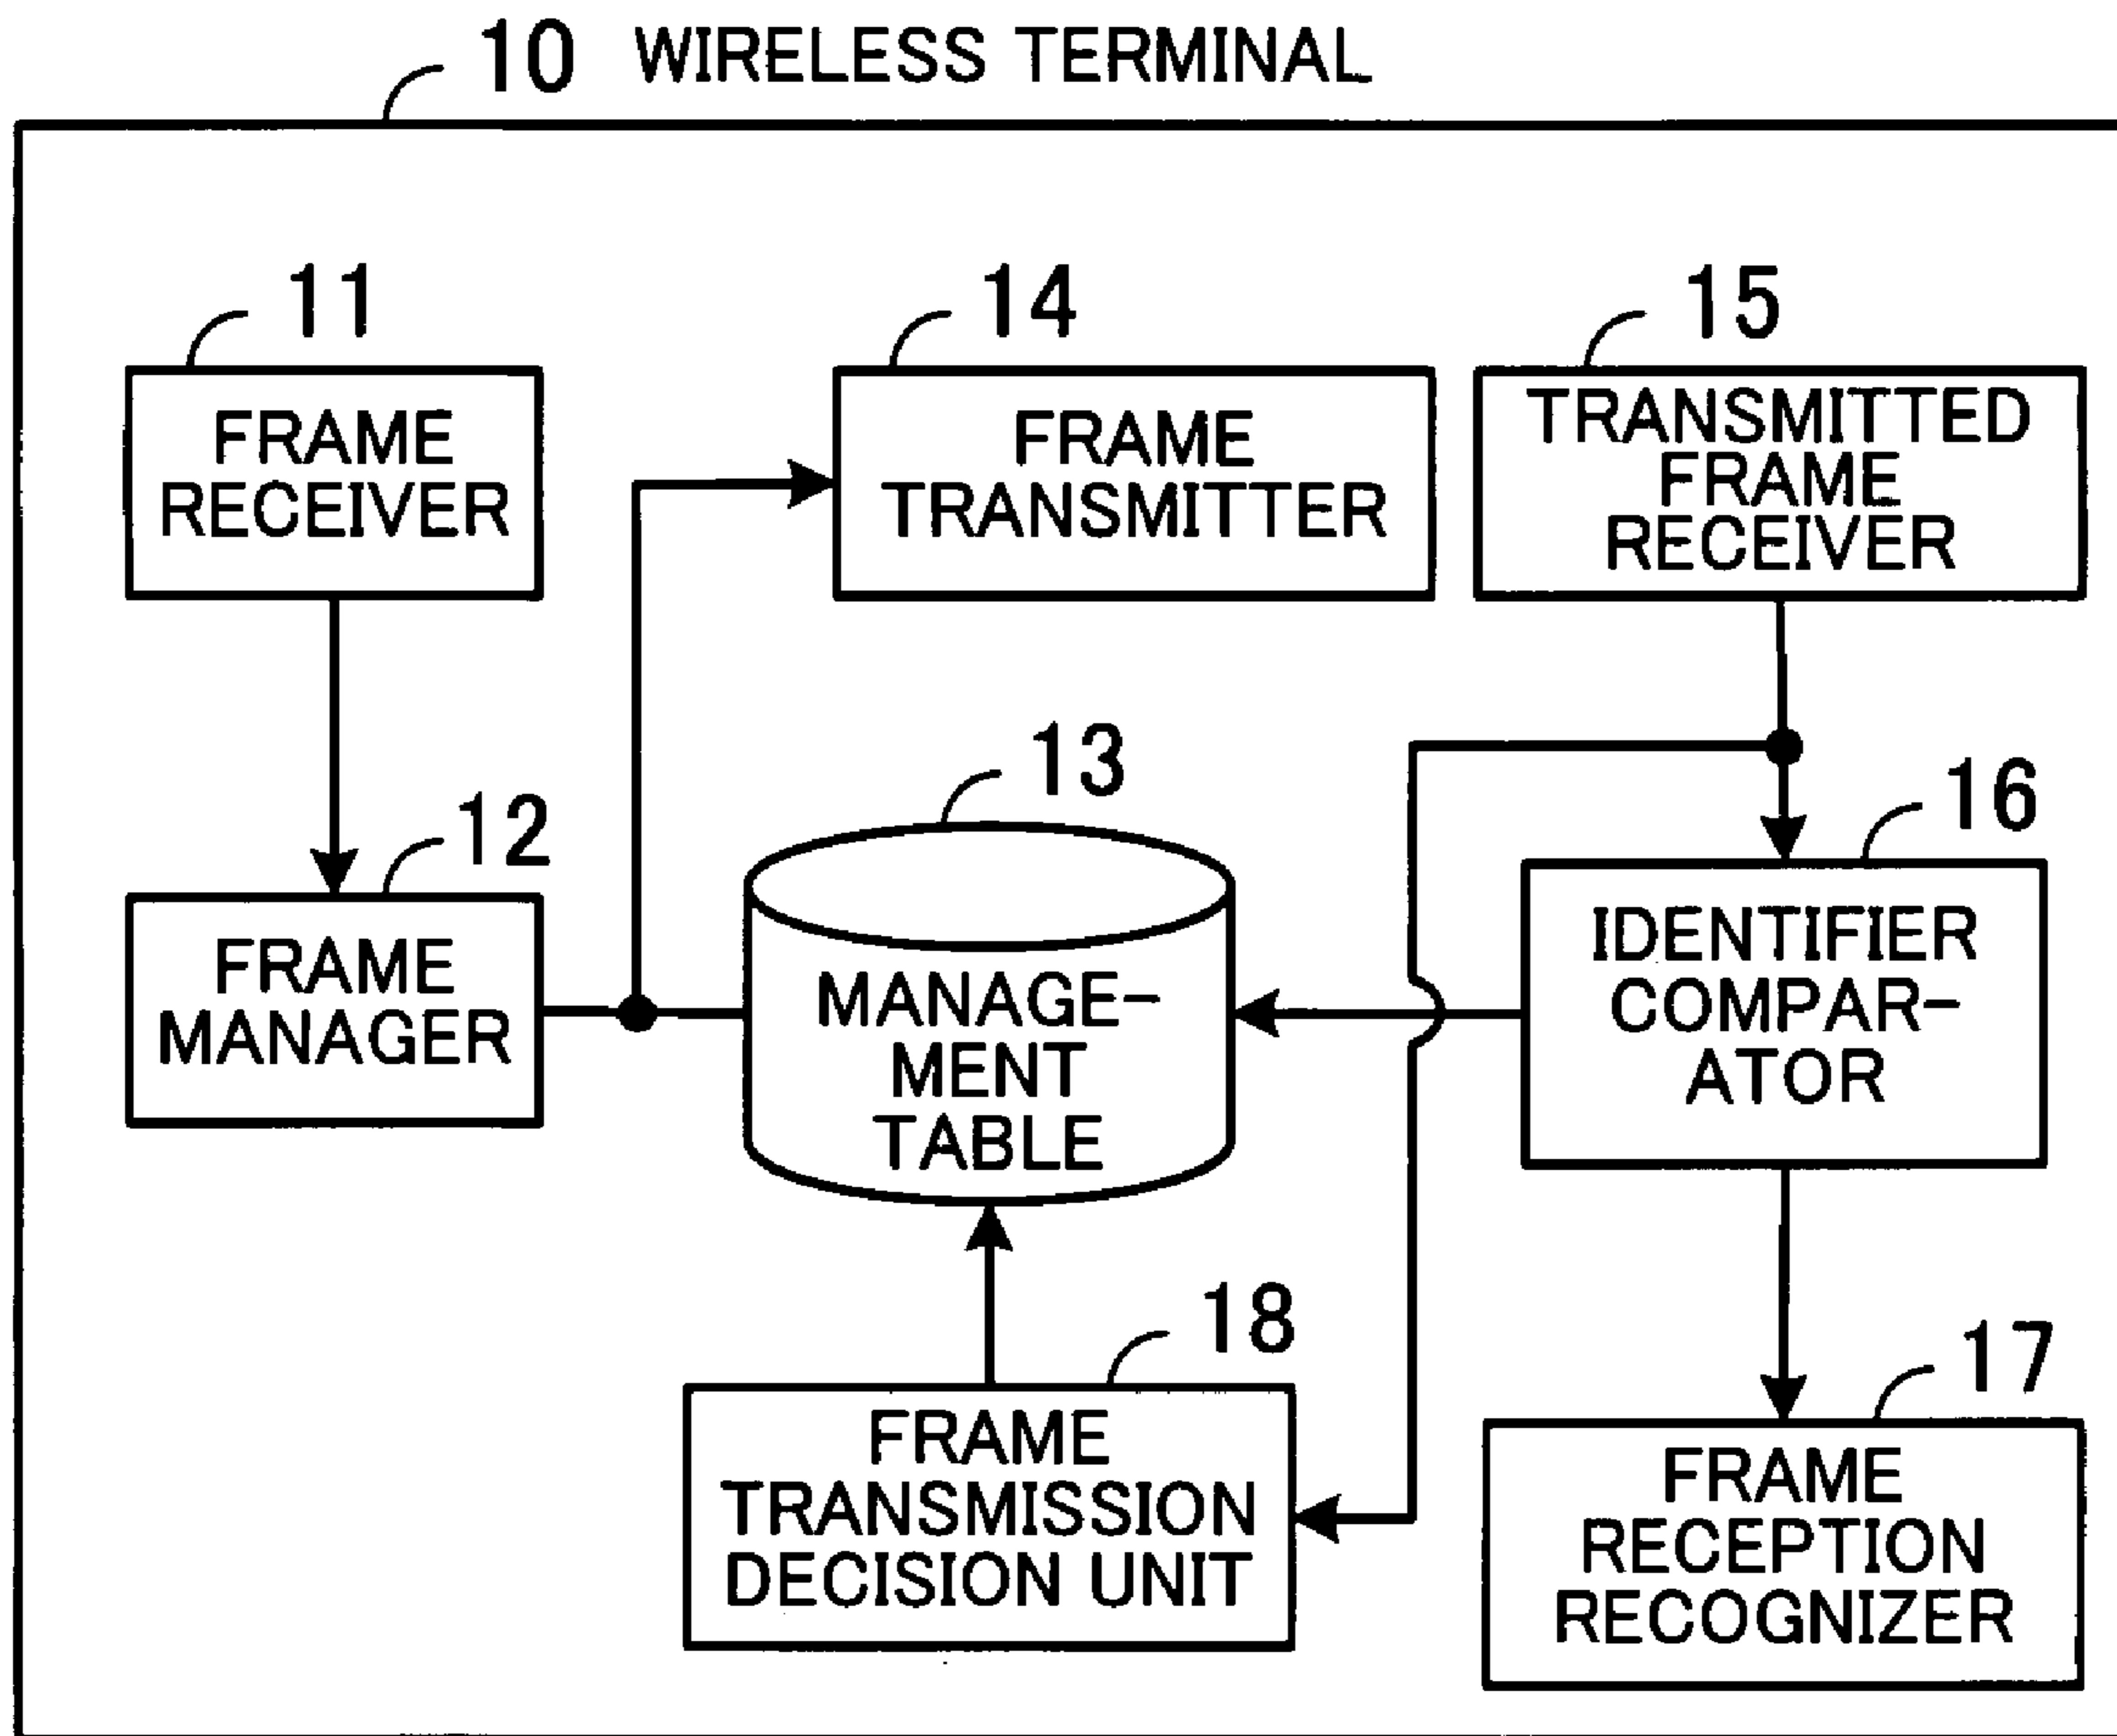 10 WIRELESS TERMINAL
11
FRAME
RECEIVER
14
FRAME
TRANSMITTER
15
TRANSMITTED
FRAME
RECEIVER
12
FRAME
MANAGER
13
MANAGE-
MENT
TABLE
16
IDENTIFIER
COMPAR-
ATOR
18
FRAME
TRANSMISSION
DECISION UNIT
17
FRAME
RECEPTION
RECOGNIZER